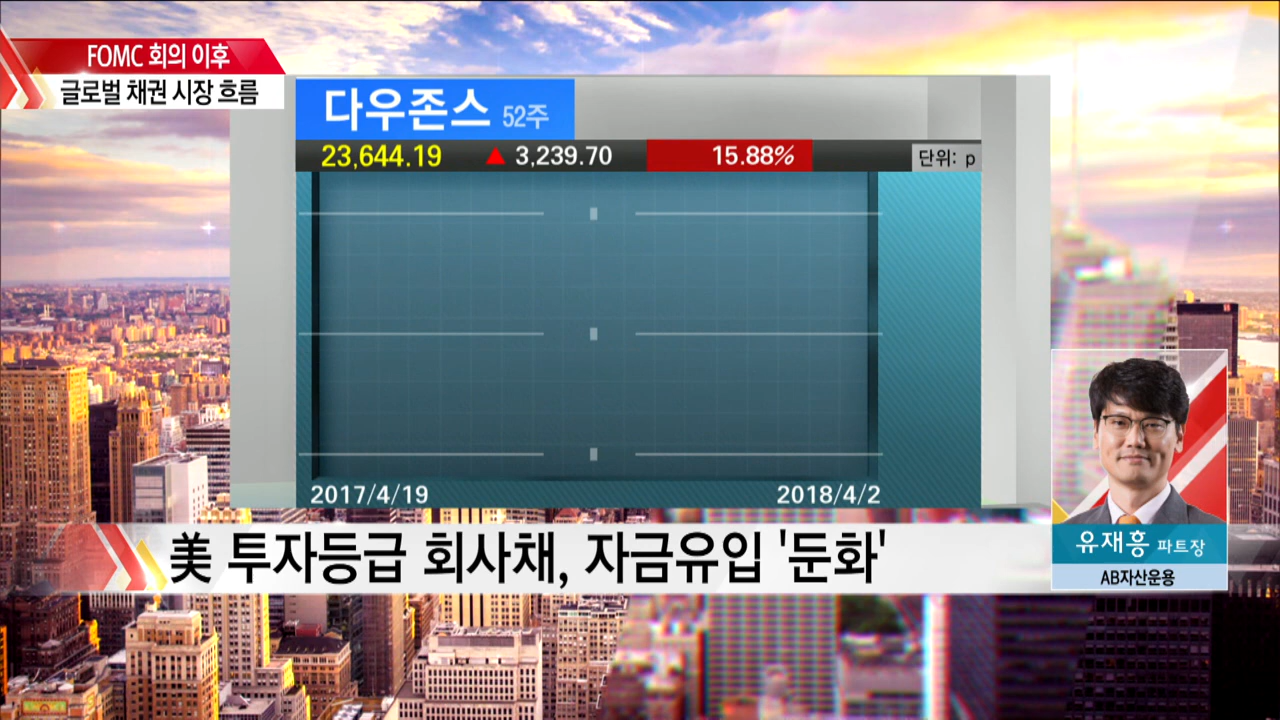 FOMC 회의 이후
글로벌 채권 시장 흐름
다우존스 52주
23,644.19 ▲ 3,239.70 15.88% 단위: p
2017/4/19 2018/4/2
美 투자등급 회사채, 자금유입 '둔화'
유재흥 파트장
AB자산운용